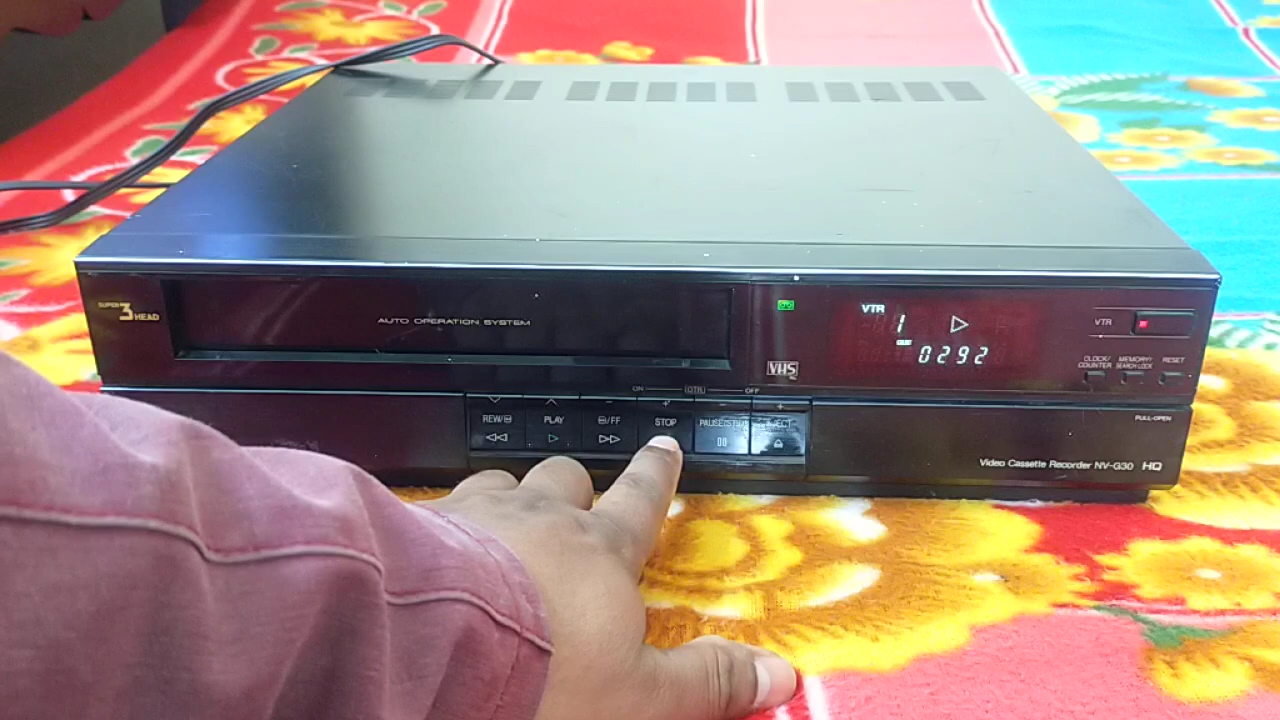 SUPER 3 HEAD
AUTO OPERATION SYSTEM
VHS
HQ
VTR
1
0292
VTR
CLOCK/ COUNTER
MEMORY/ SEARCH LOCK
RESET
ON OTR OFF
REW
PLAY
/FF
STOP
PAUSE/STILL
EJECT
PULL-OPEN
Video Cassette Recorder NV-G30 HQ